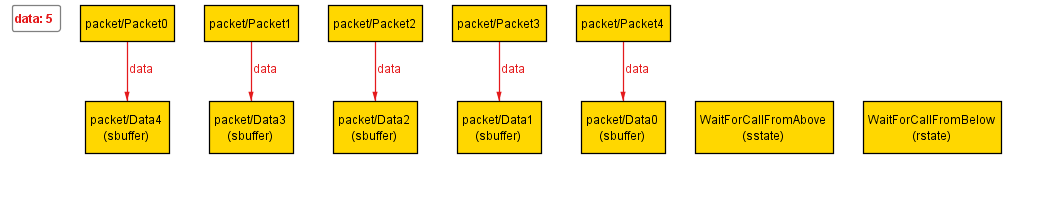 data: 5
packet/Packet0
packet/Packet1
packet/Packet2
packet/Packet3
packet/Packet4
data
data
data
data
data
packet/Data4
(sbuffer)
packet/Data3
(sbuffer)
packet/Data2
(sbuffer)
packet/Data1
(sbuffer)
packet/Data0
(sbuffer)
WaitForCallFromAbove
(sstate)
WaitForCallFromBelow
(rstate)